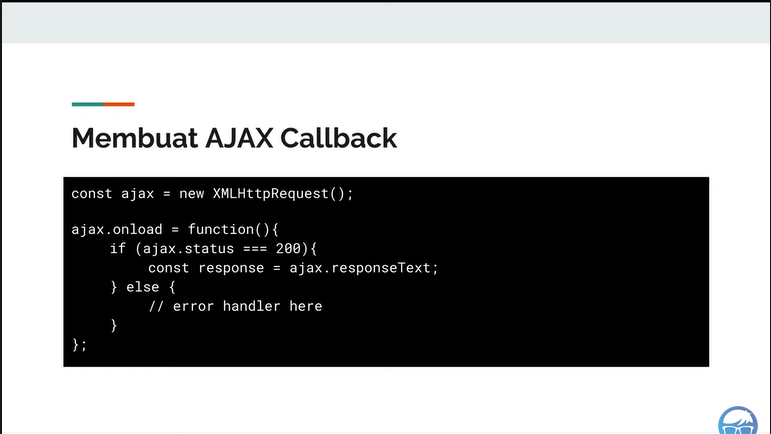 Membuat AJAX Callback
const ajax = new XMLHttpRequest();
ajax.onload = function(){
if (ajax.status === 200){
const response = ajax.responseText;
} else {
// error handler here
}
};